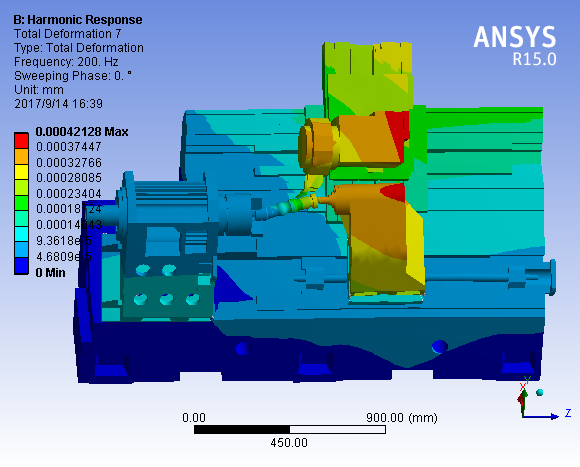 B: Harmonic Response
Total Deformation 7
Type: Total Deformation
Frequency: 200. Hz
Sweeping Phase: 0. °
Unit: mm
2017/9/14 16:39
ANSYS
R15.0
0.00042128 Max
0.00037447
0.00032766
0.00028085
0.00023404
0 Min
0.00
900.00 (mm)
450.00
Y
X
Z